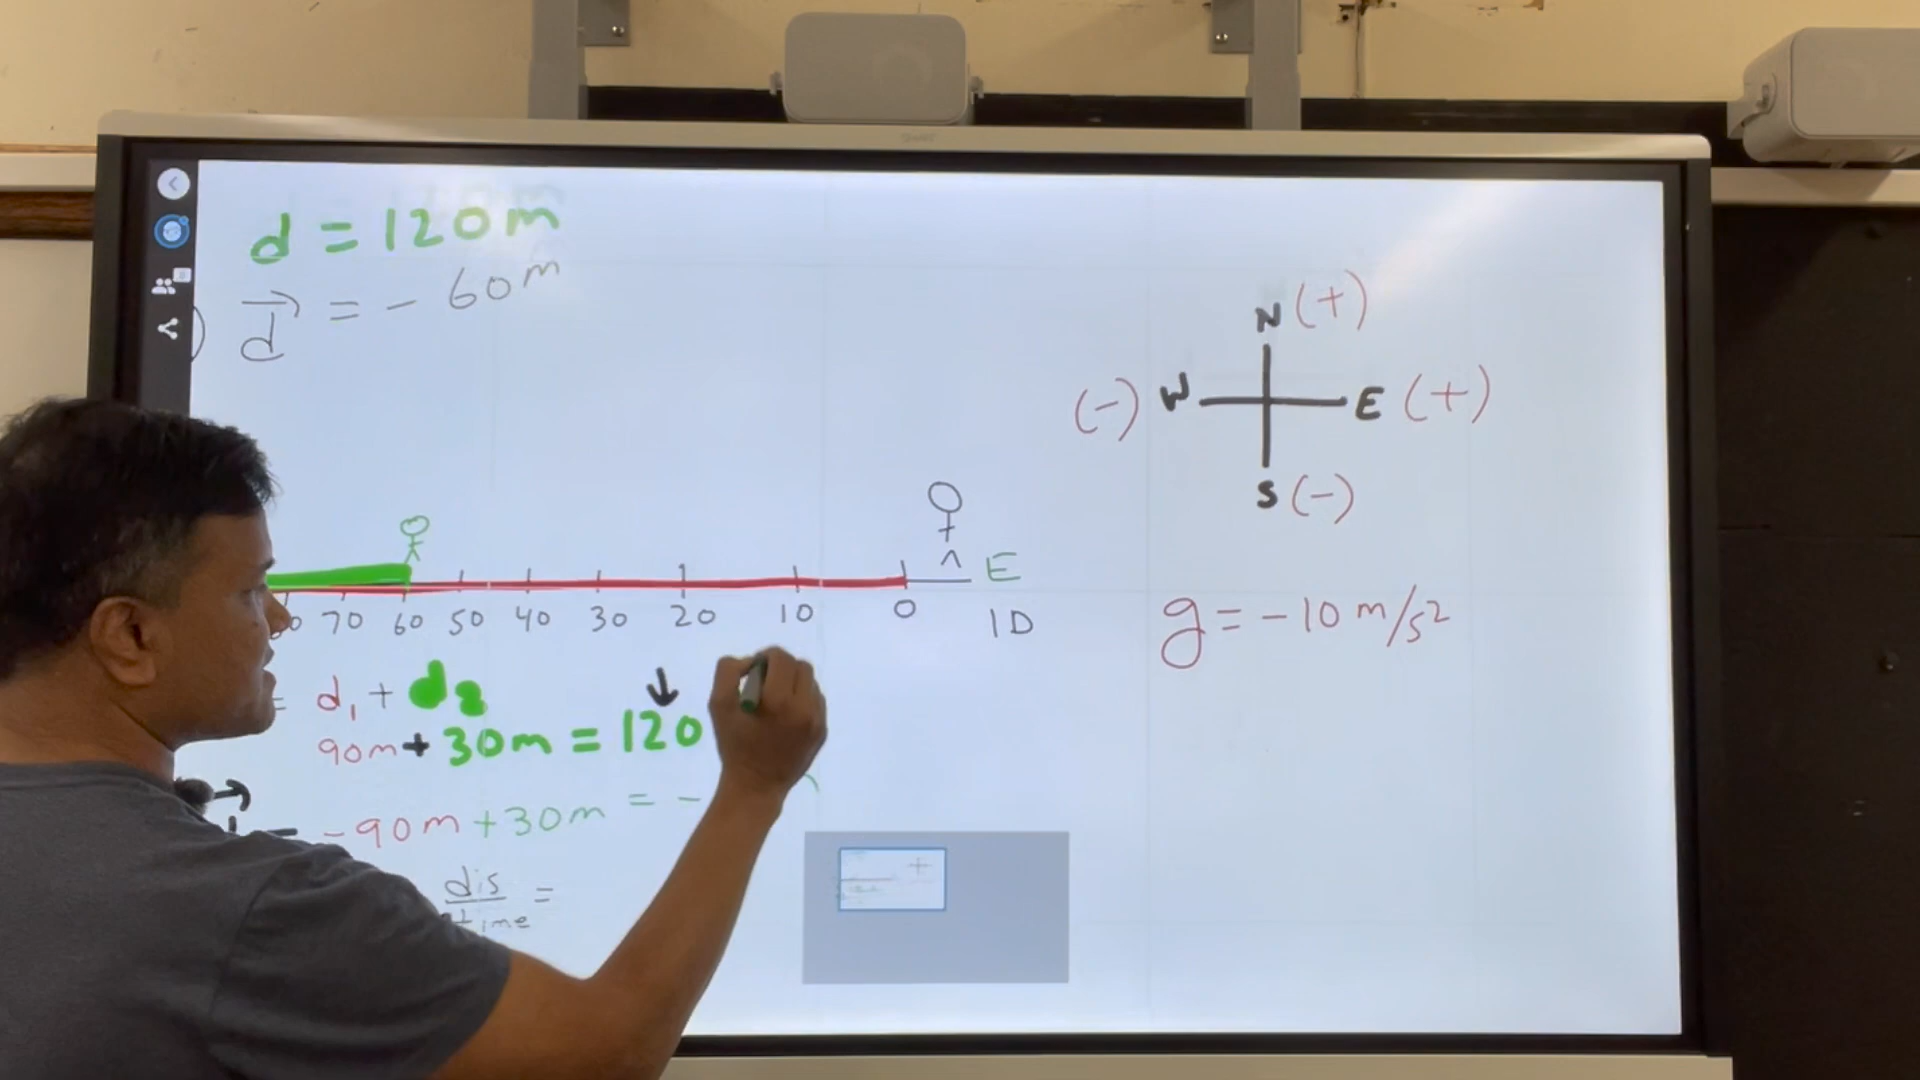 d = 120m
d = - 60m
N (+)
(-) W E (+)
S (-)
E
70 60 50 40 30 20 10 0 1D
g = -10 m/s²
= d₁ + d₂
90m + 30m = 120
-90m + 30m = -
dis
time =